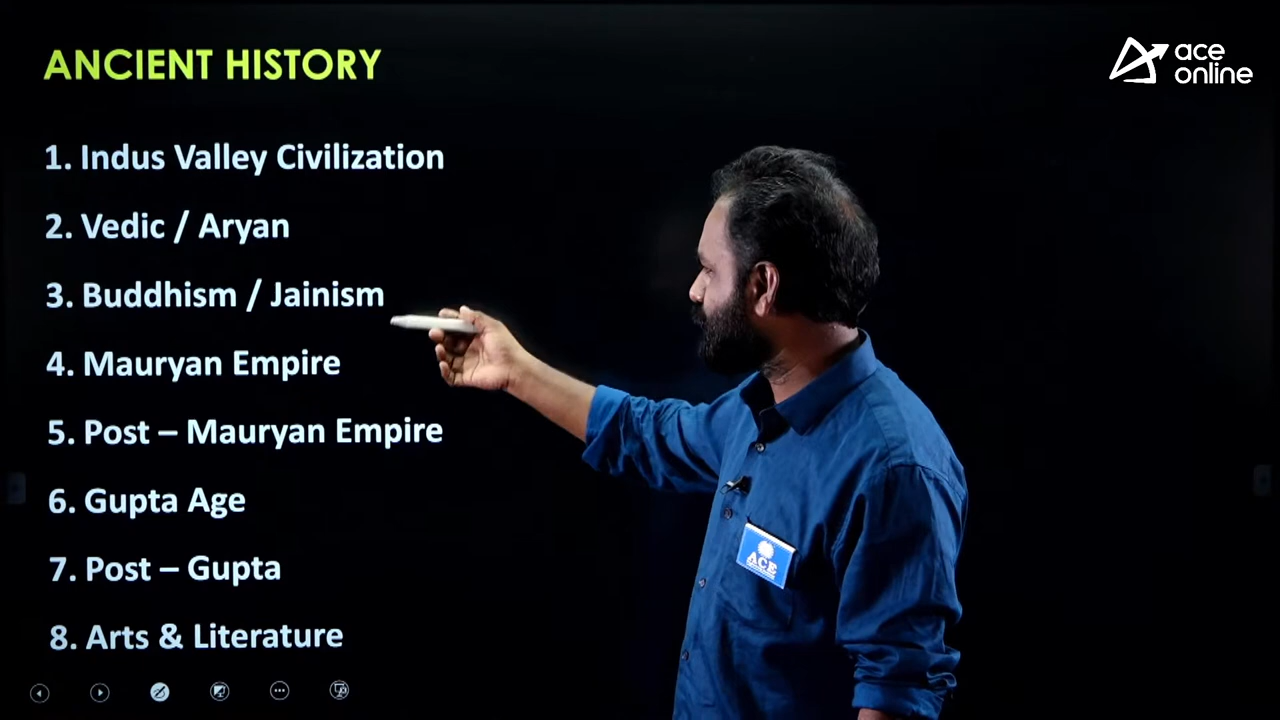 ANCIENT HISTORY
ace
online
1. Indus Valley Civilization
2. Vedic / Aryan
3. Buddhism / Jainism
4. Mauryan Empire
5. Post – Mauryan Empire
6. Gupta Age
7. Post – Gupta
8. Arts & Literature
ACE